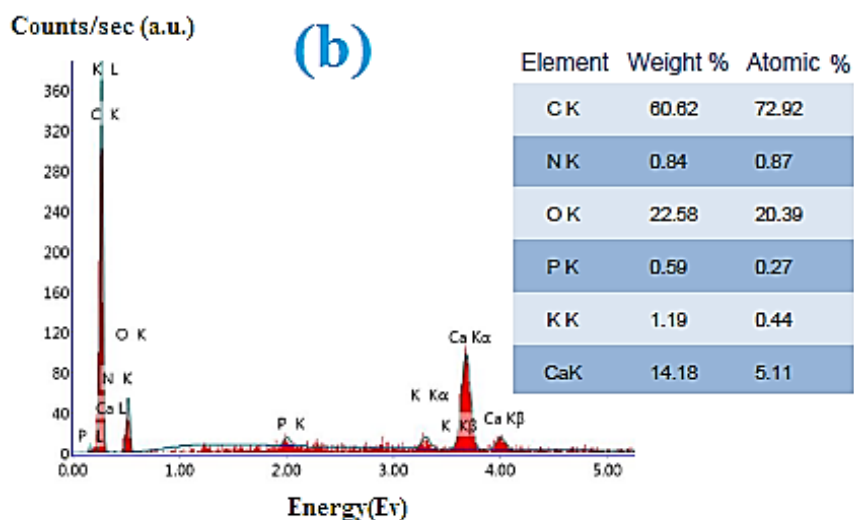 Counts/sec (a.u.)
(b)
K L
C K
360
320
280
240
200
160
120
80
40
0
O K
N K
Ca L
P L
P K
K Kα
Ca Kα
K Kβ
Ca Kβ
0.00 1.00 2.00 3.00 4.00 5.00
Energy(Ev)
Element Weight % Atomic %
C K 60.62 72.92
N K 0.84 0.87
O K 22.58 20.39
P K 0.59 0.27
K K 1.19 0.44
CaK 14.18 5.11